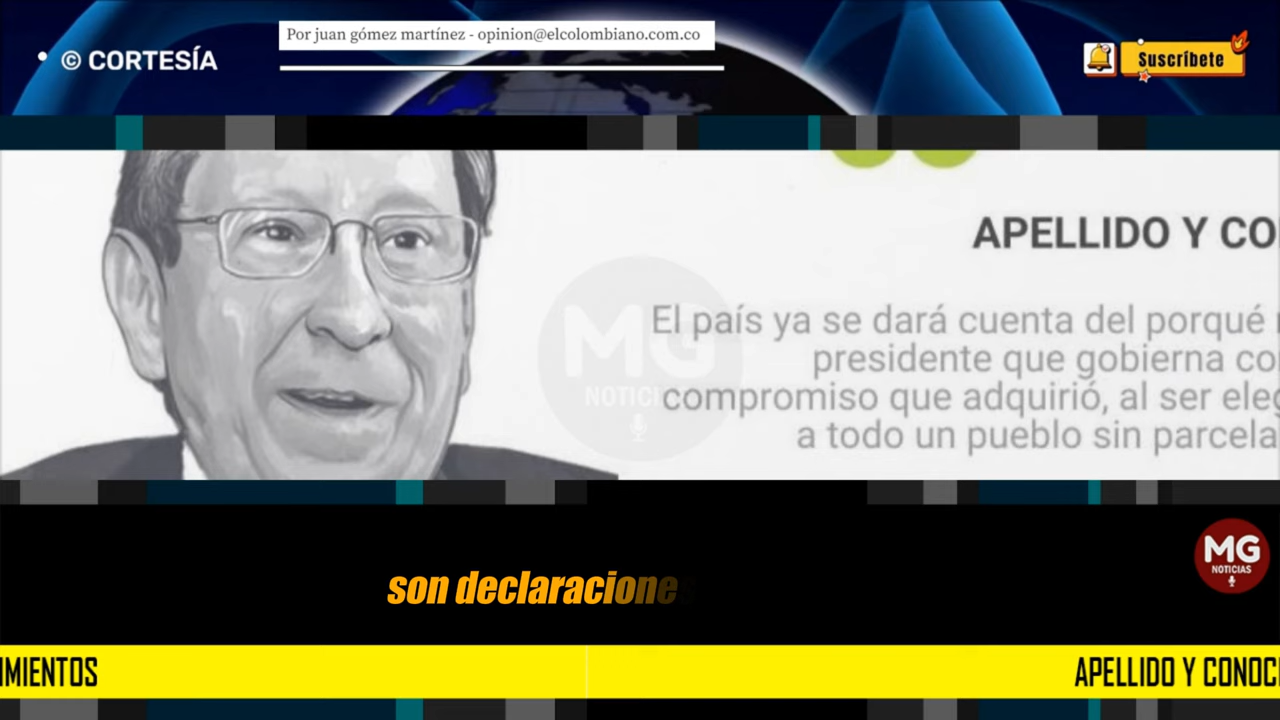 Por juan gómez martínez - opinion@elcolombiano.com.co
© CORTESÍA
Suscríbete
APELLIDO Y CO
El país ya se dará cuenta del porqué
presidente que gobierna co
compromiso que adquirió, al ser eleg
a todo un pueblo sin parcela
MG
NOTICIAS
son declaraciones
MG
NOTICIAS
IMIENTOS
APELLIDO Y CONOC